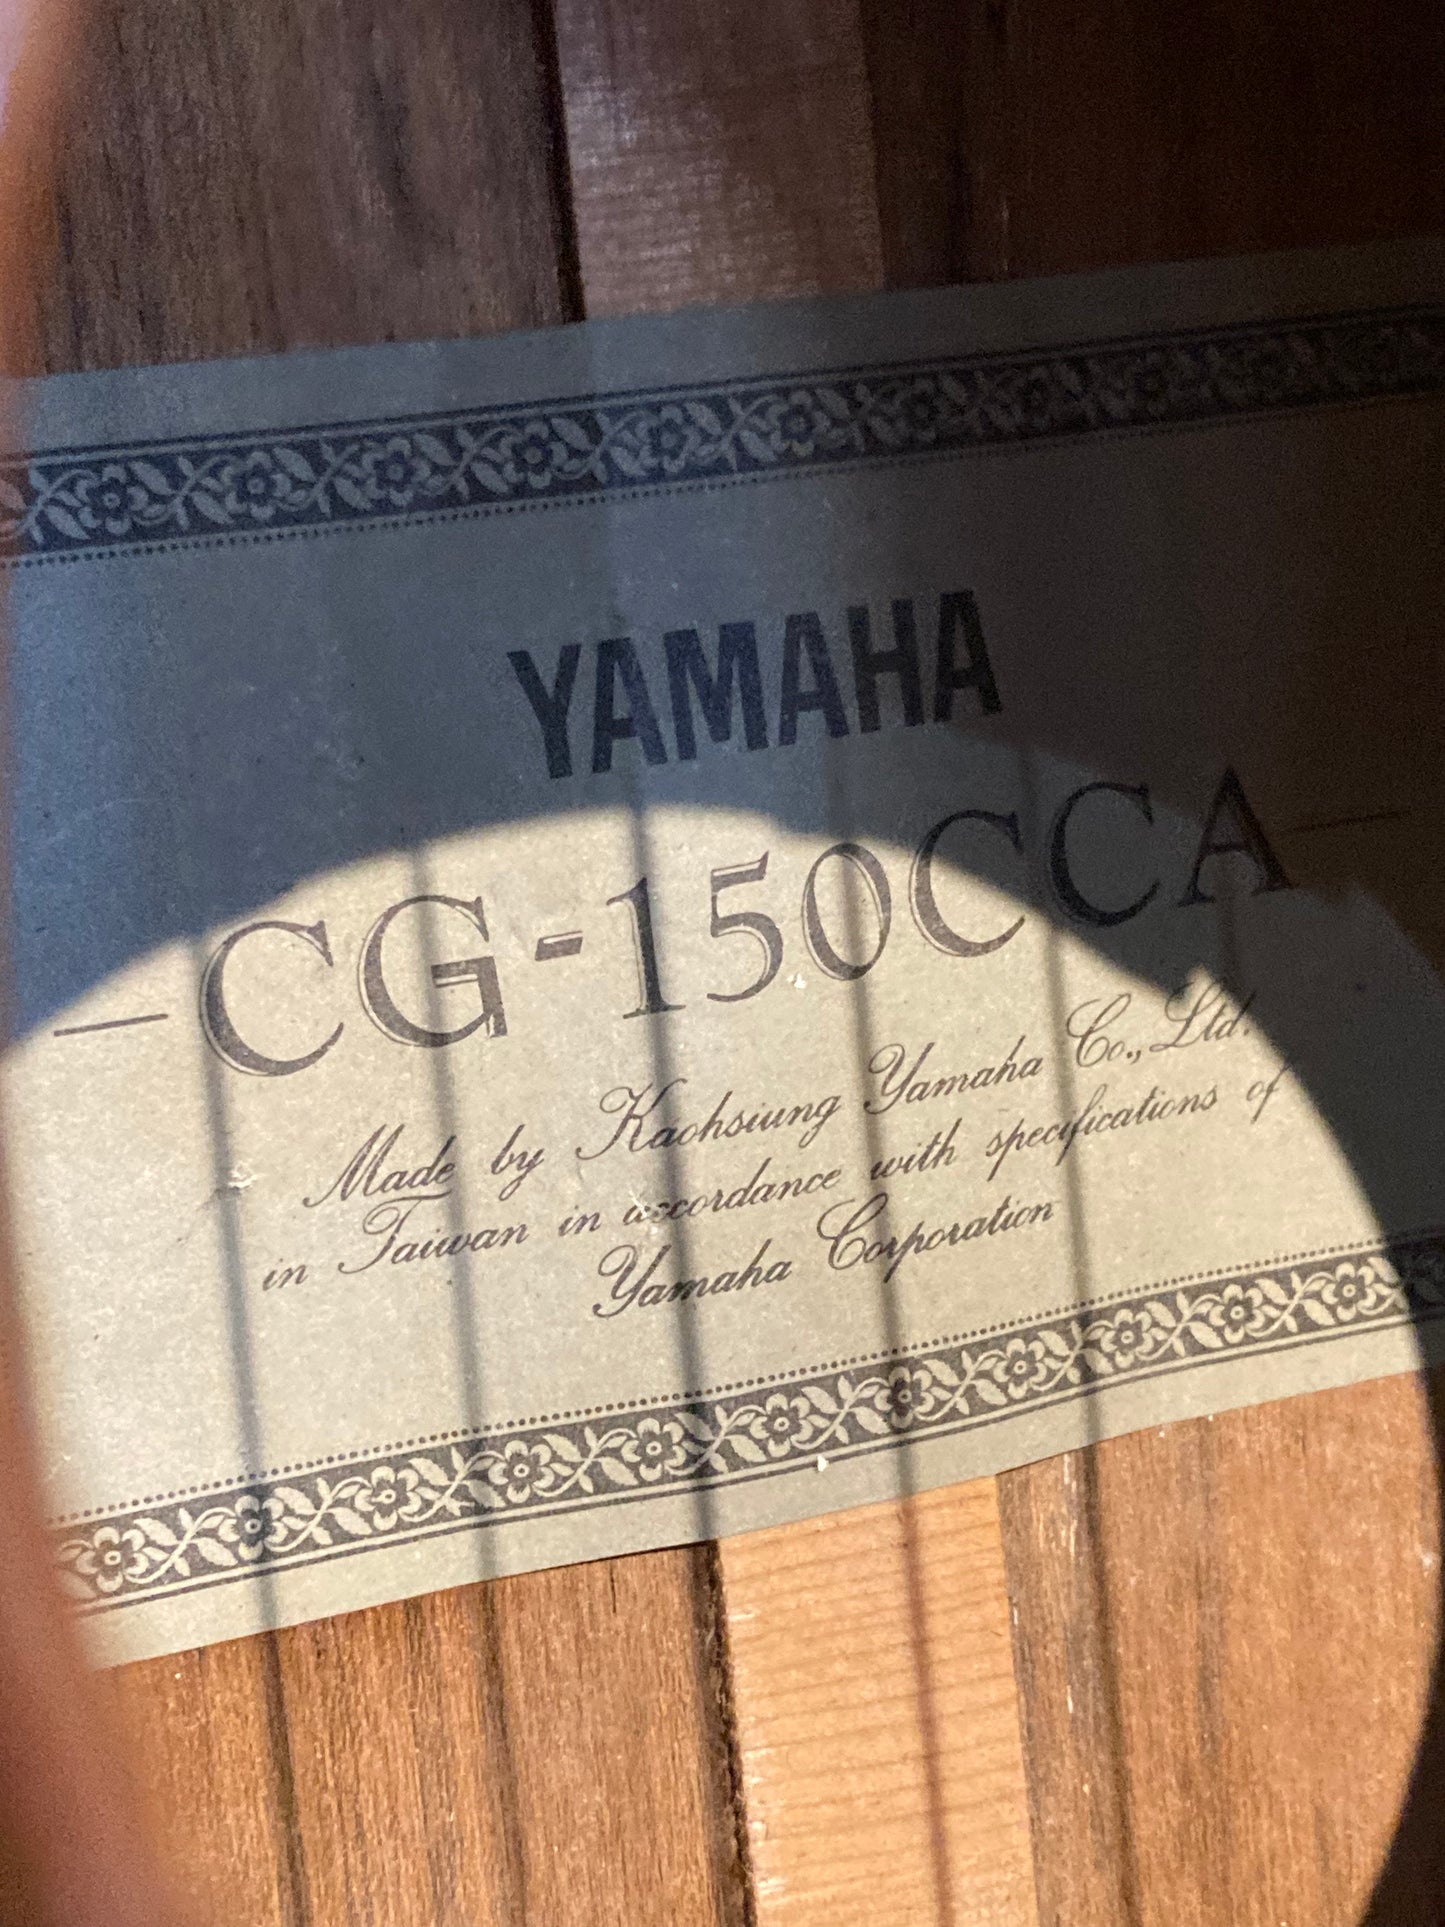 YAMAHA
-CG-150CCA-
Made by Kaohsiung Yamaha Co., Ltd.
in Taiwan in accordance with specifications of
Yamaha Corporation